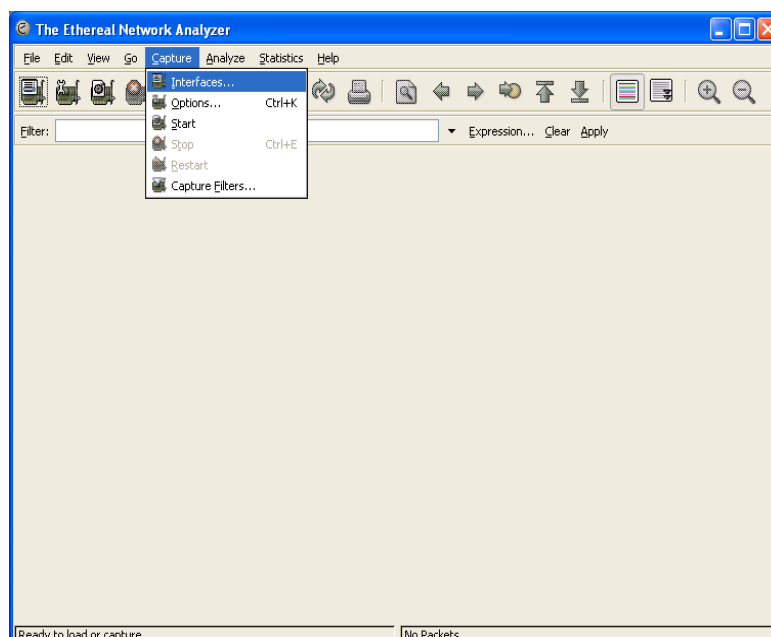 The Ethereal Network Analyzer
File Edit View Go Capture Analyze Statistics Help
Interfaces...
Options... Ctrl+K
Start
Stop Ctrl+E
Restart
Capture Filters...
Filter: Expression... Clear Apply
Ready to load or capture No Packets